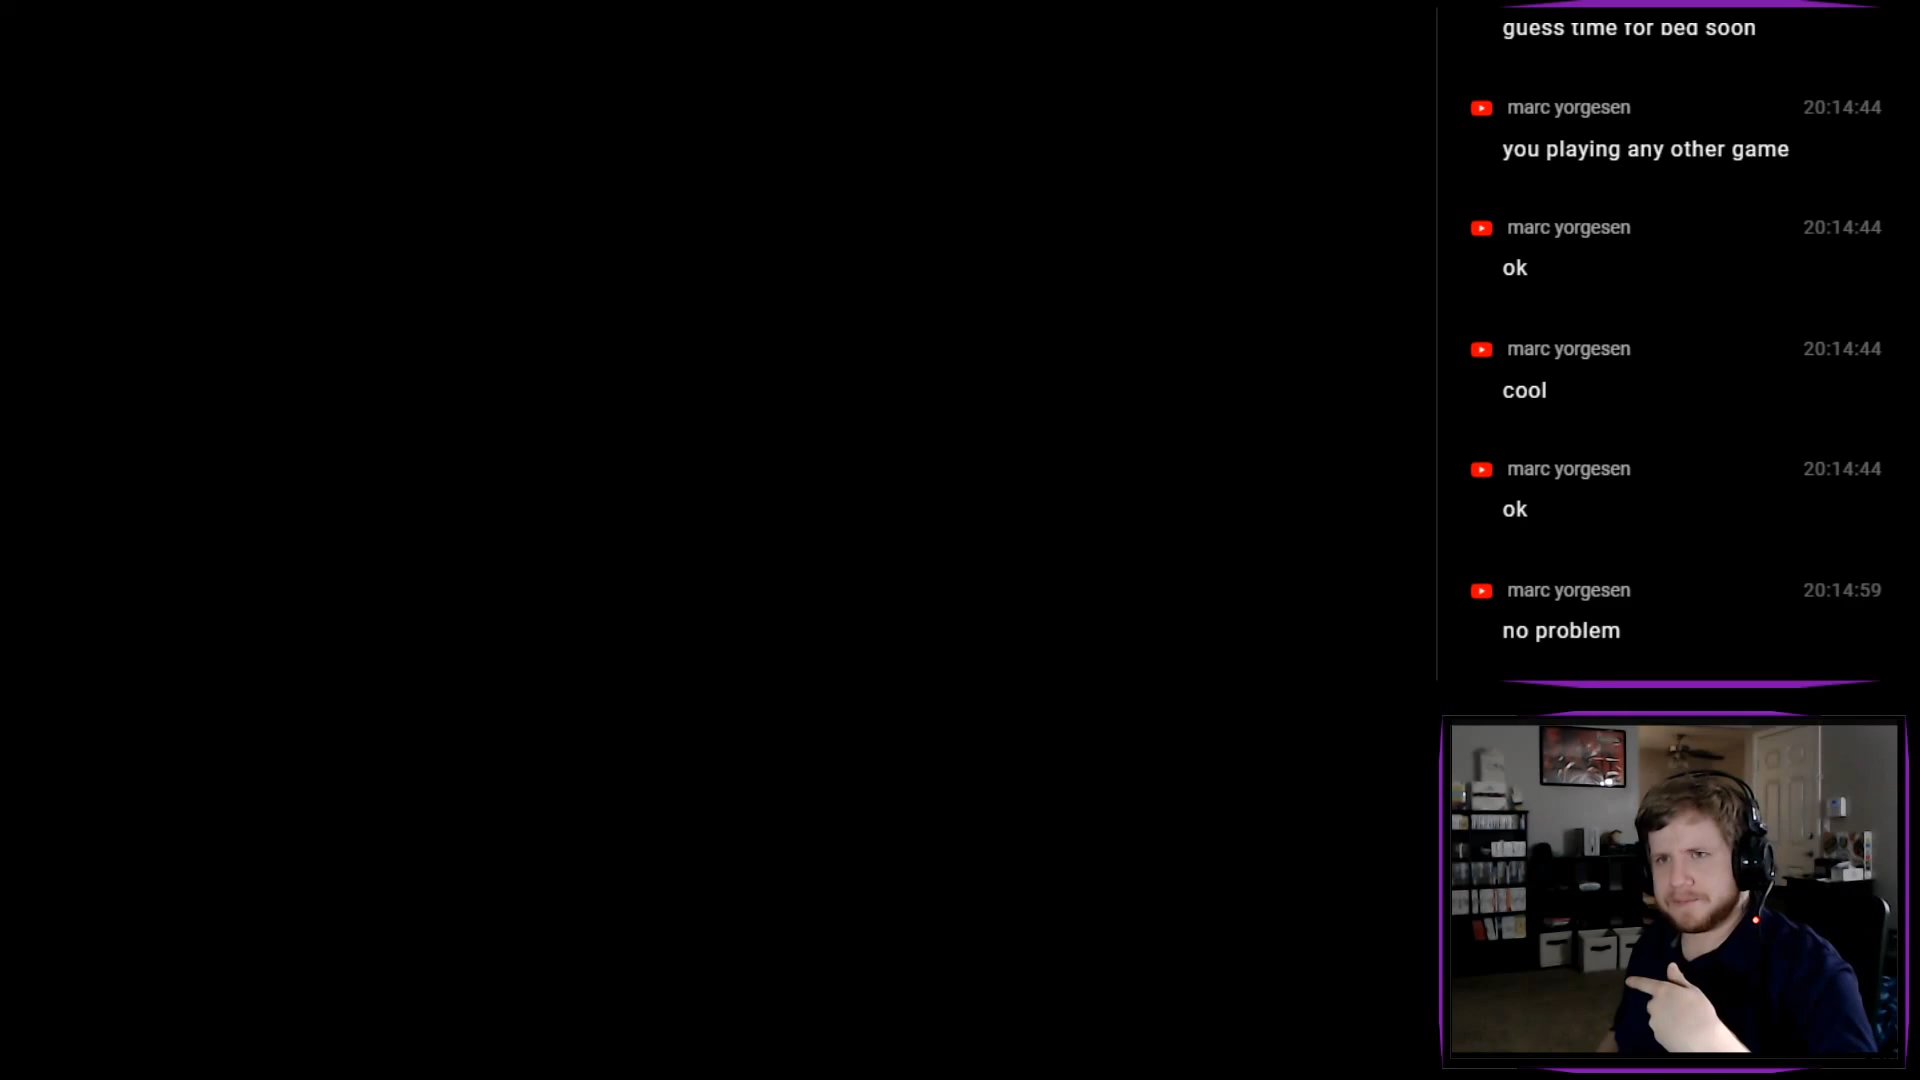 guess time for bed soon
marc yorgesen 20:14:44
you playing any other game
marc yorgesen 20:14:44
ok
marc yorgesen 20:14:44
cool
marc yorgesen 20:14:44
ok
marc yorgesen 20:14:59
no problem